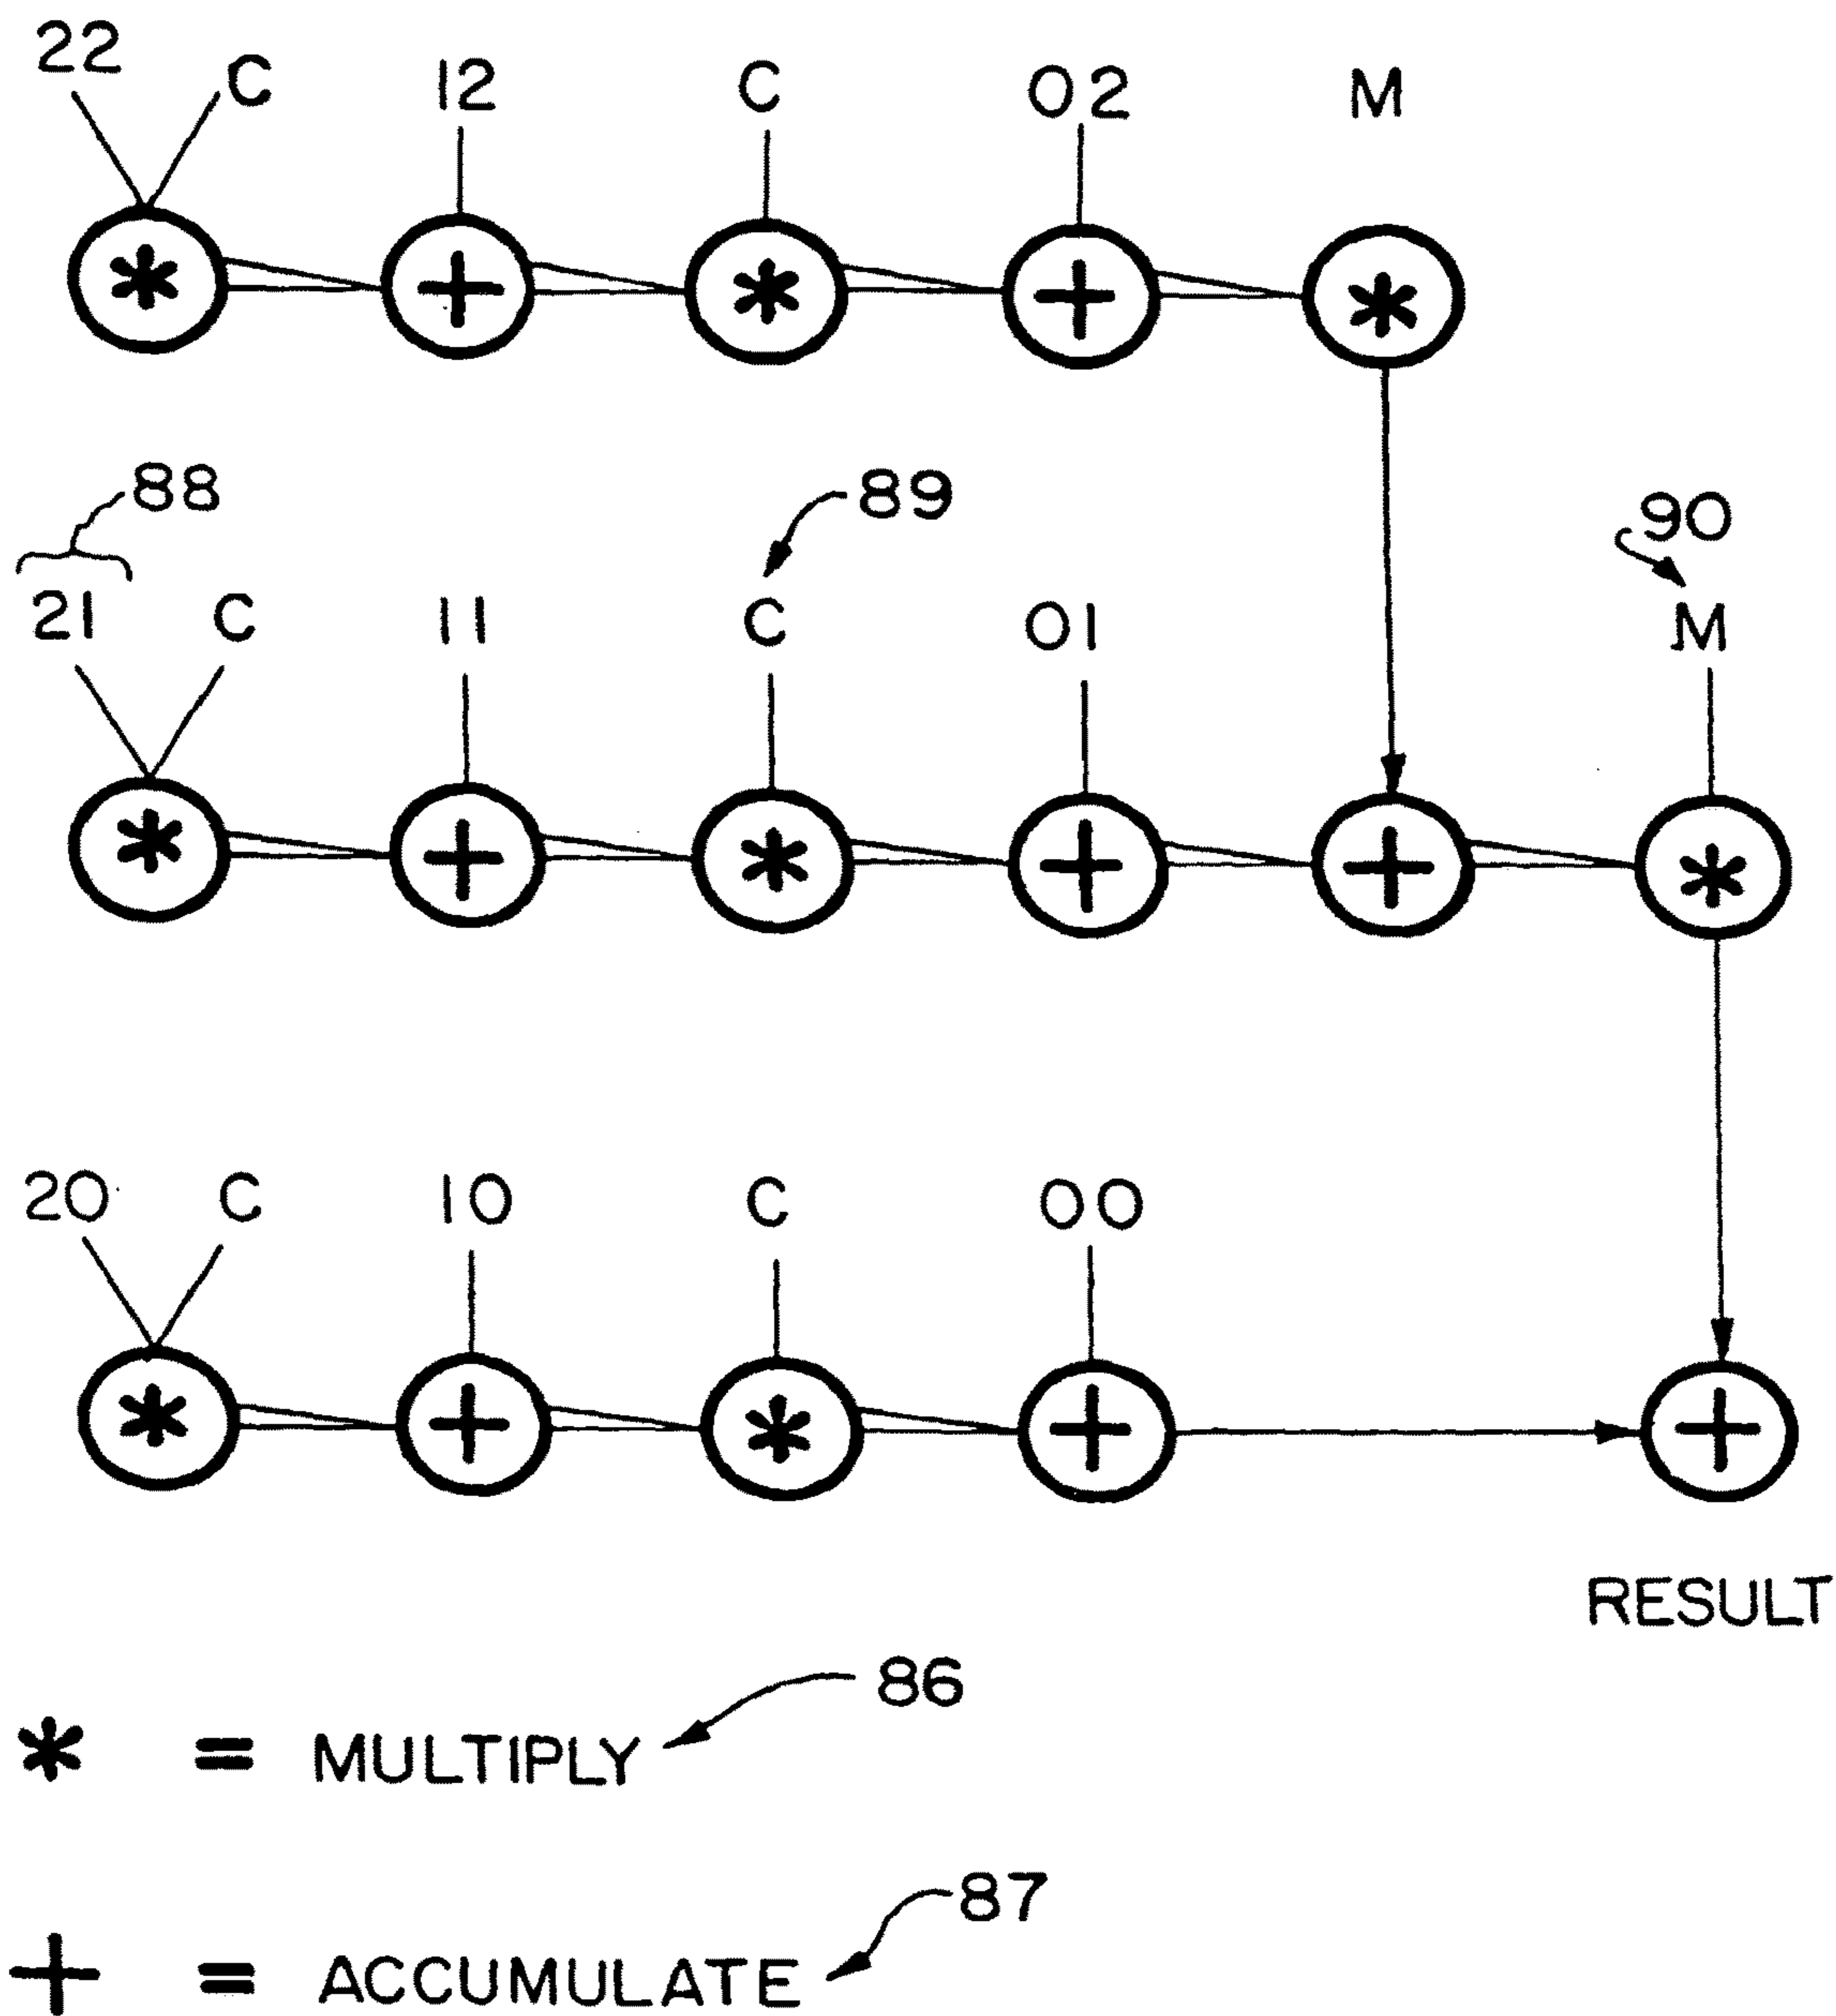 22 C 12 C 02 M
* + * + *
88 89 90
21 C 11 C 01 M
* + * + + *
20 C 10 C 00
* + * + +
RESULT
86
* = MULTIPLY
87
+ = ACCUMULATE